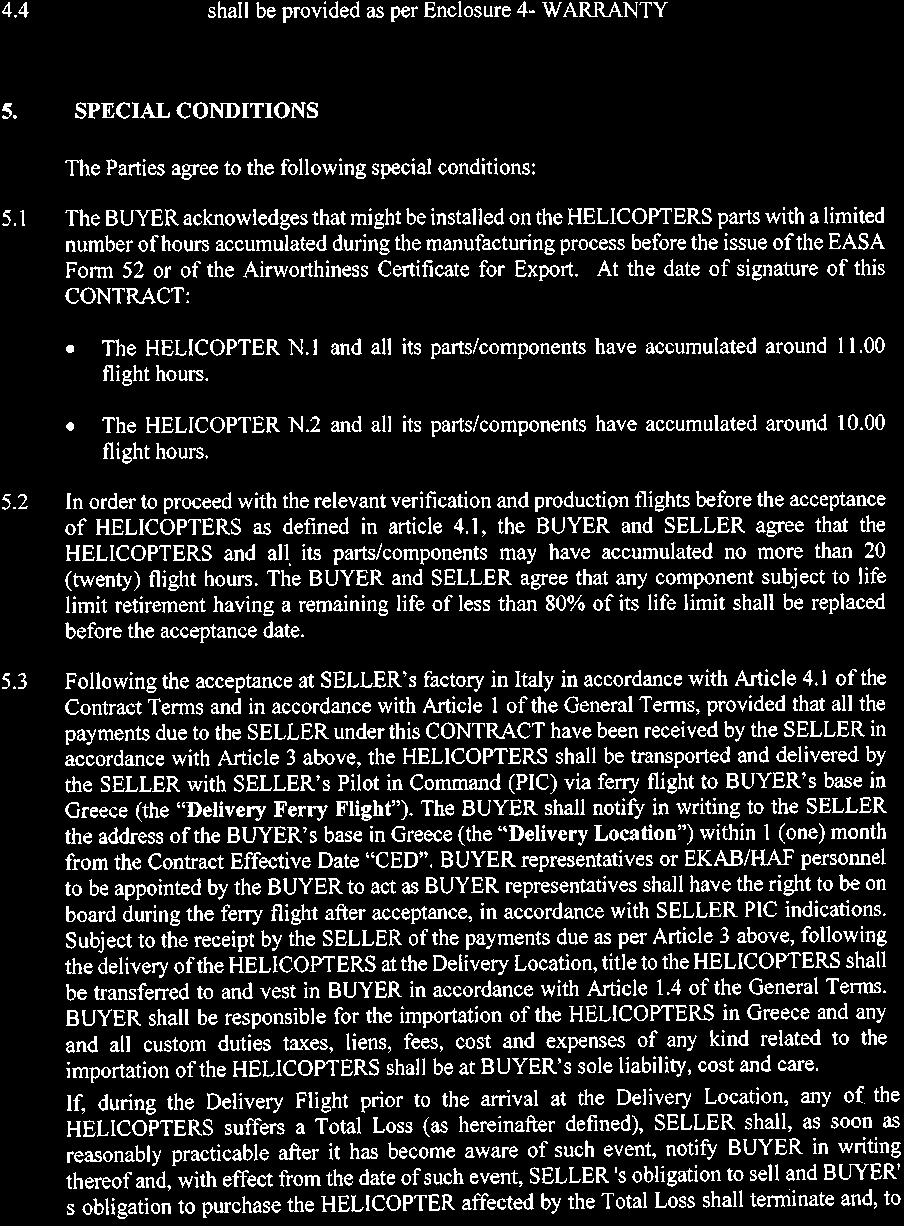 4.4 shall be provided as per Enclosure 4- WARRANTY
5. SPECIAL CONDITIONS
The Parties agree to the following special conditions:
5.1 The BUYER acknowledges that might be installed on the HELICOPTERS parts with a limited
number of hours accumulated during the manufacturing process before the issue of the EASA
Form 52 or of the Airworthiness Certificate for Export. At the date of signature of this
CONTRACT:
• The HELICOPTER N.1 and all its parts/components have accumulated around 11.00
flight hours.
• The HELICOPTER N.2 and all its parts/components have accumulated around 10.00
flight hours.
5.2 In order to proceed with the relevant verification and production flights before the acceptance
of HELICOPTERS as defined in article 4.1, the BUYER and SELLER agree that the
HELICOPTERS and all its parts/components may have accumulated no more than 20
(twenty) flight hours. The BUYER and SELLER agree that any component subject to life
limit retirement having a remaining life of less than 80% of its life limit shall be replaced
before the acceptance date.
5.3 Following the acceptance at SELLER's factory in Italy in accordance with Article 4.1 of the
Contract Terms and in accordance with Article 1 of the General Terms, provided that all the
payments due to the SELLER under this CONTRACT have been received by the SELLER in
accordance with Article 3 above, the HELICOPTERS shall be transported and delivered by
the SELLER with SELLER's Pilot in Command (PIC) via ferry flight to BUYER's base in
Greece (the “Delivery Ferry Flight”). The BUYER shall notify in writing to the SELLER
the address of the BUYER's base in Greece (the “Delivery Location”) within 1 (one) month
from the Contract Effective Date “CED”. BUYER representatives or EKAB/HAF personnel
to be appointed by the BUYER to act as BUYER representatives shall have the right to be on
board during the ferry flight after acceptance, in accordance with SELLER PIC indications.
Subject to the receipt by the SELLER of the payments due as per Article 3 above, following
the delivery of the HELICOPTERS at the Delivery Location, title to the HELICOPTERS shall
be transferred to and vest in BUYER in accordance with Article 1.4 of the General Terms.
BUYER shall be responsible for the importation of the HELICOPTERS in Greece and any
and all custom duties taxes, liens, fees, cost and expenses of any kind related to the
importation of the HELICOPTERS shall be at BUYER's sole liability, cost and care.
If, during the Delivery Flight prior to the arrival at the Delivery Location, any of the
HELICOPTERS suffers a Total Loss (as hereinafter defined), SELLER shall, as soon as
reasonably practicable after it has become aware of such event, notify BUYER in writing
thereof and, with effect from the date of such event, SELLER 's obligation to sell and BUYER'
s obligation to purchase the HELICOPTER affected by the Total Loss shall terminate and, to